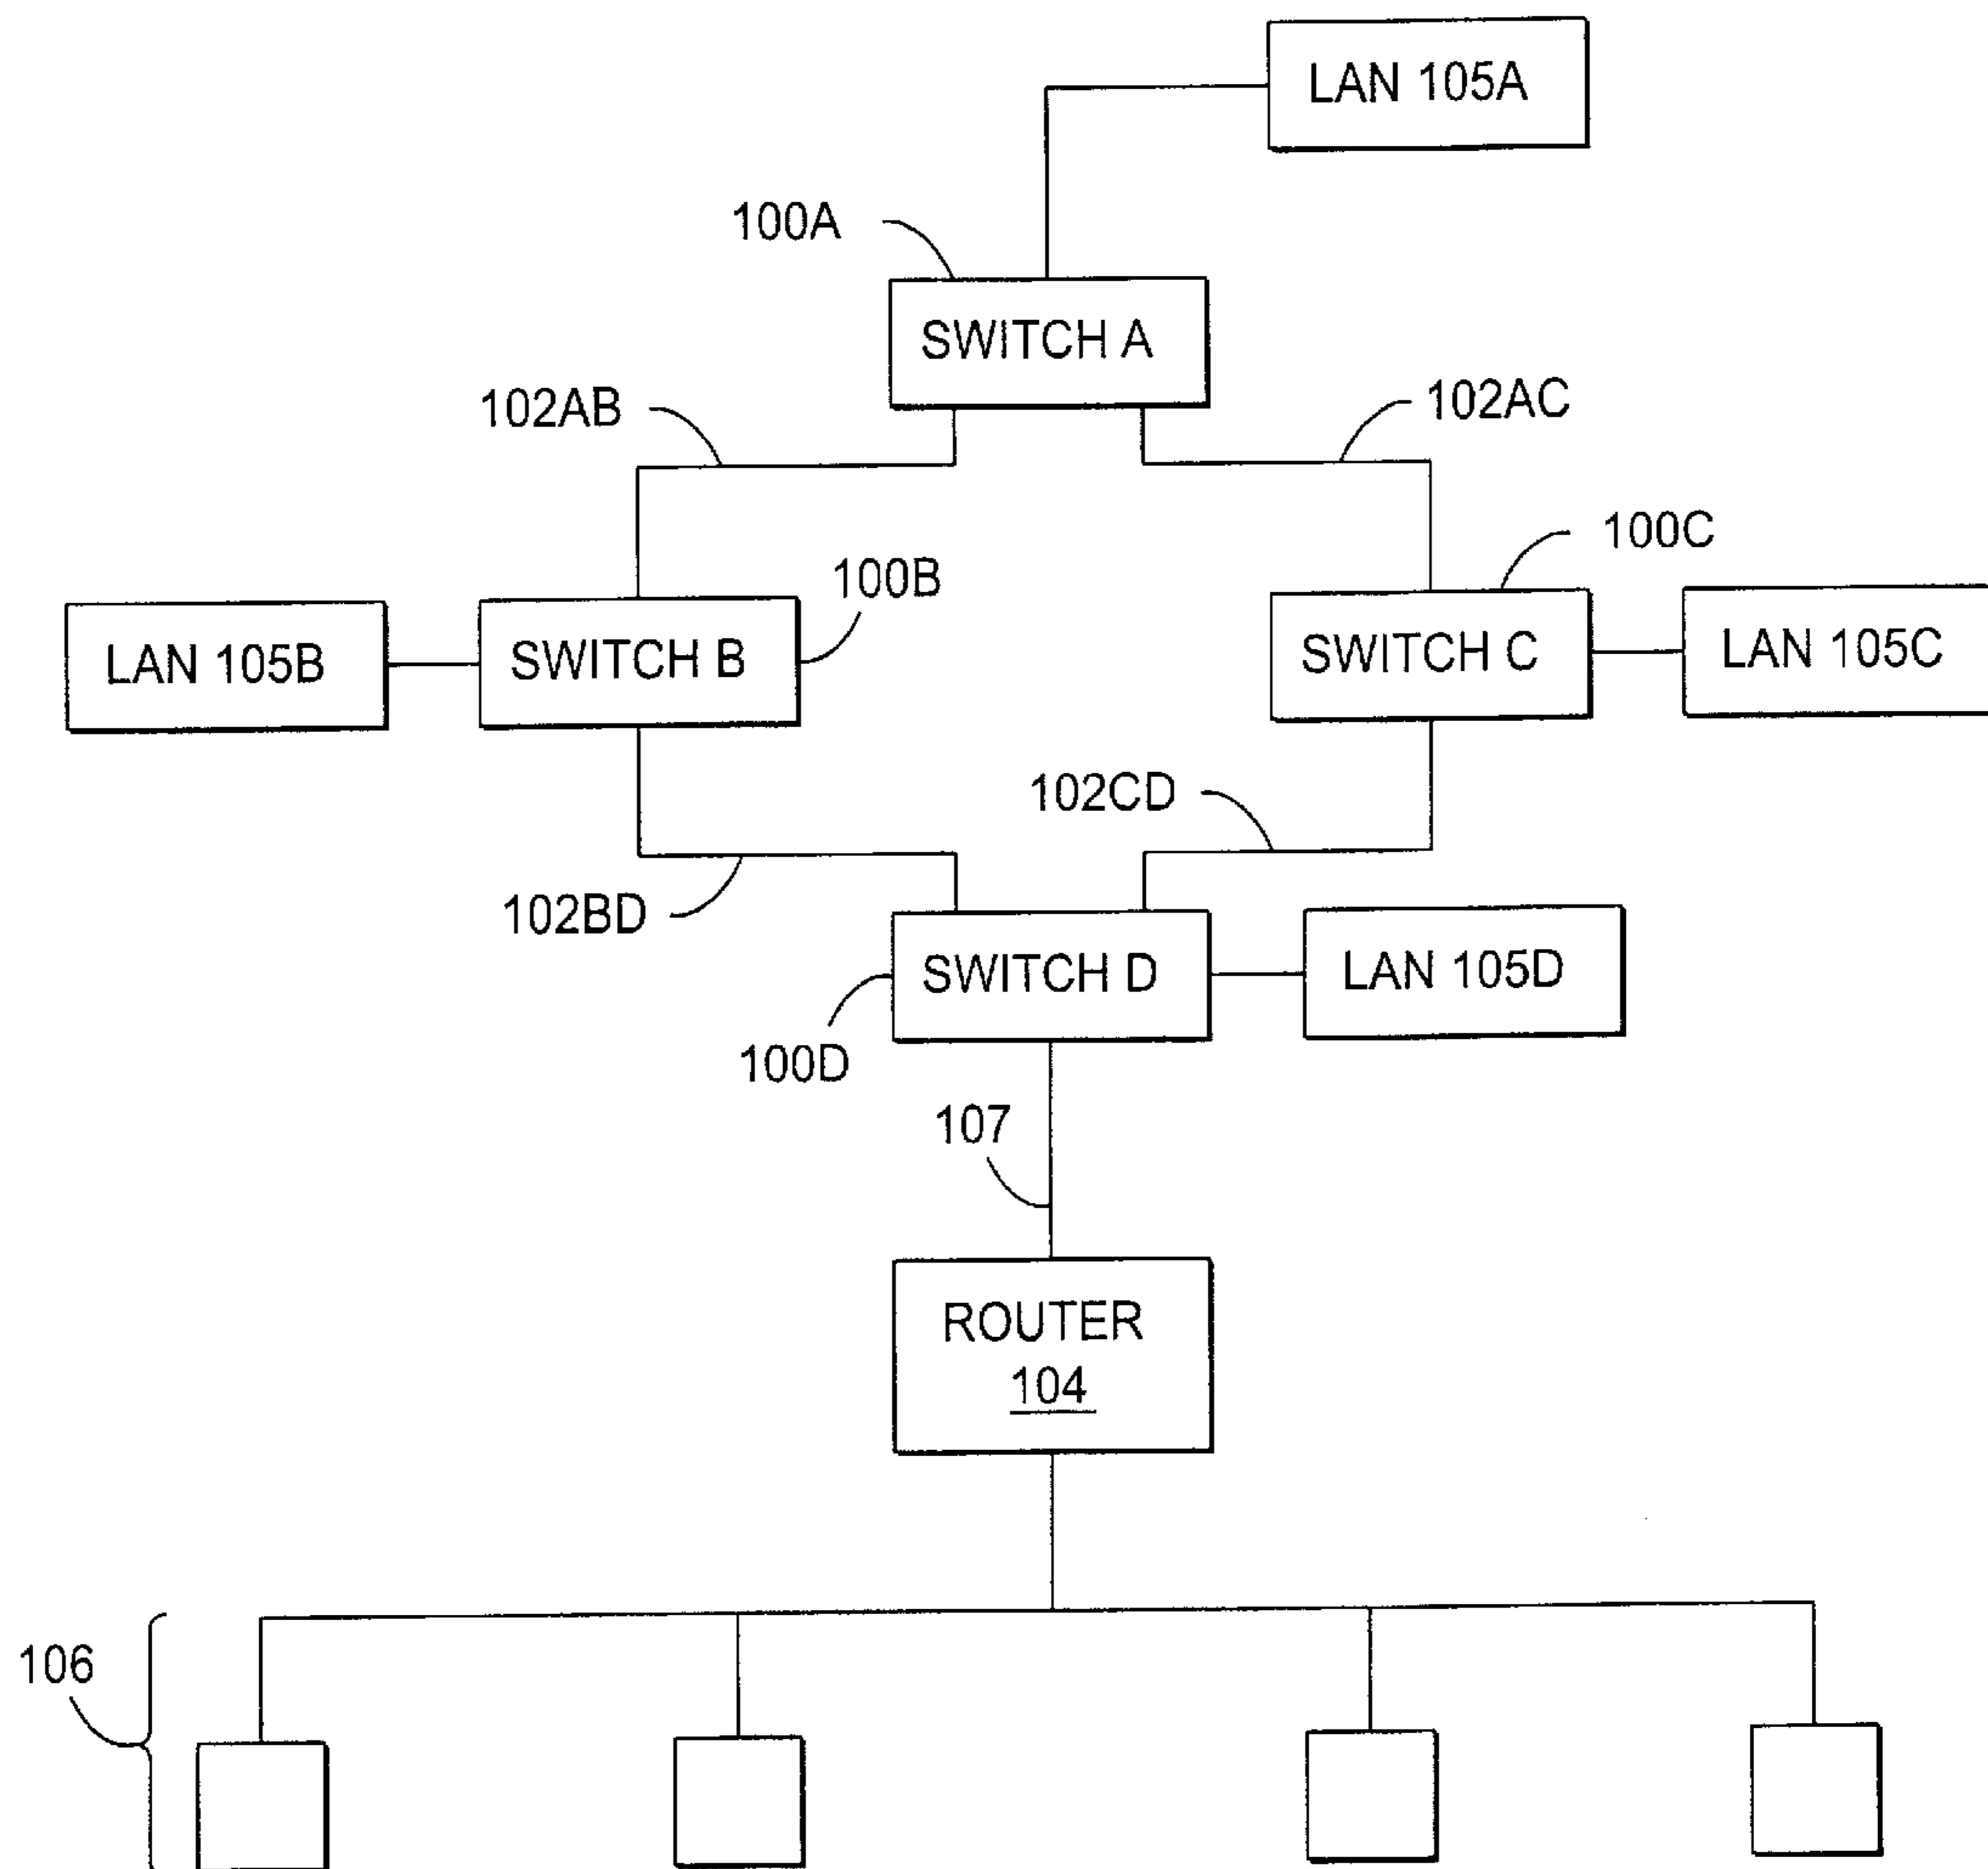 LAN 105A
100A
SWITCH A
102AB
102AC
100C
100B
LAN 105B
SWITCH B
SWITCH C
LAN 105C
102CD
102BD
SWITCH D
LAN 105D
100D
107
ROUTER
104
106